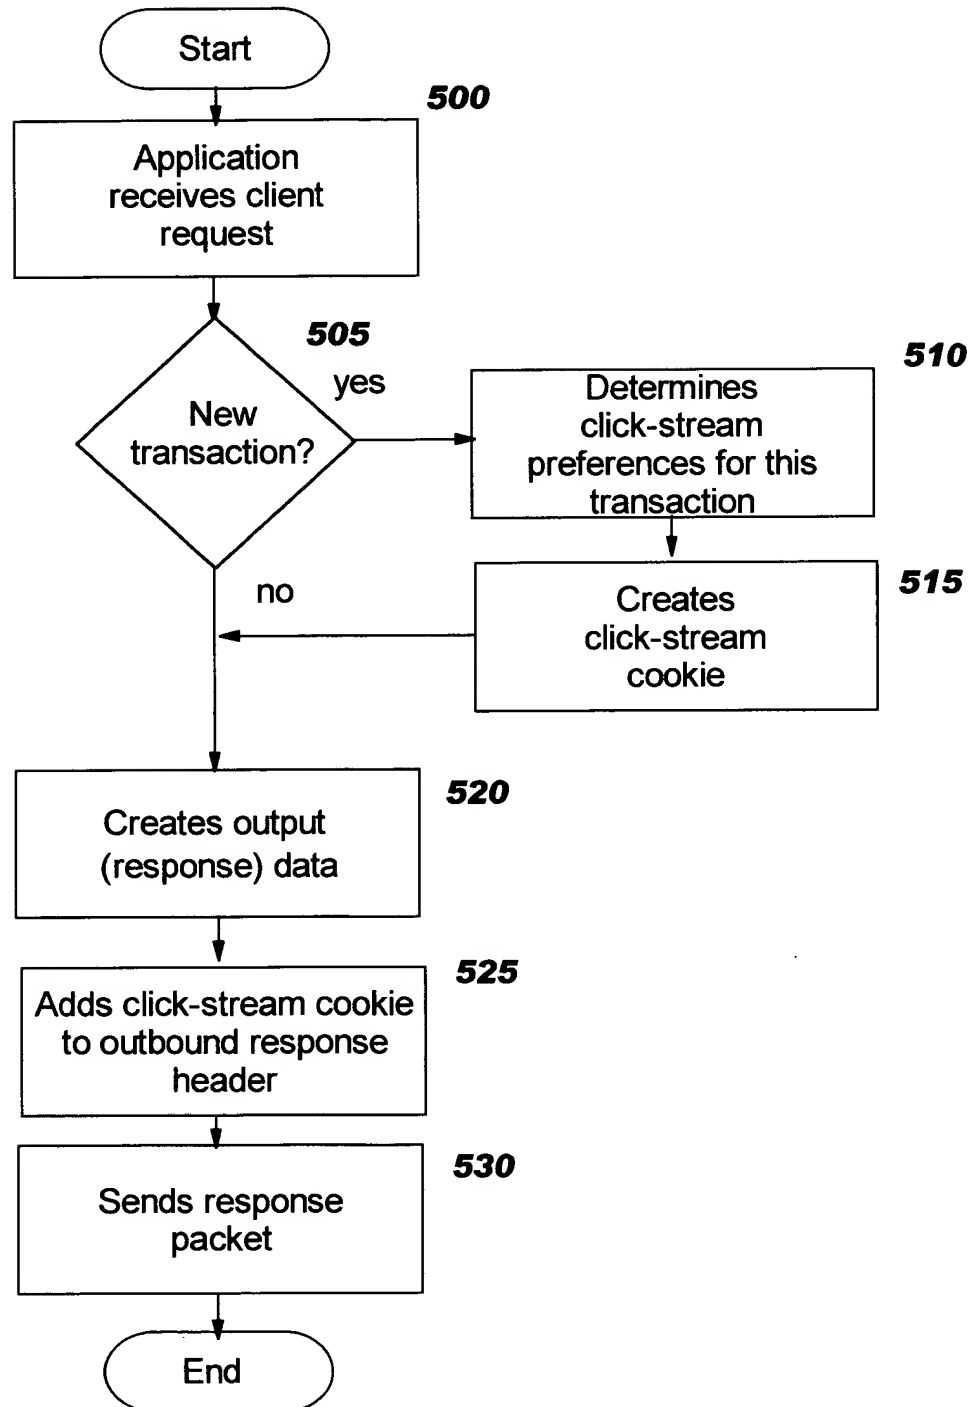 Start
500
Application
receives client
request
505
yes
New
transaction?
510
Determines
click-stream
preferences for this
transaction
no
515
Creates
click-stream
cookie
520
Creates output
(response) data
525
Adds click-stream cookie
to outbound response
header
530
Sends response
packet
End